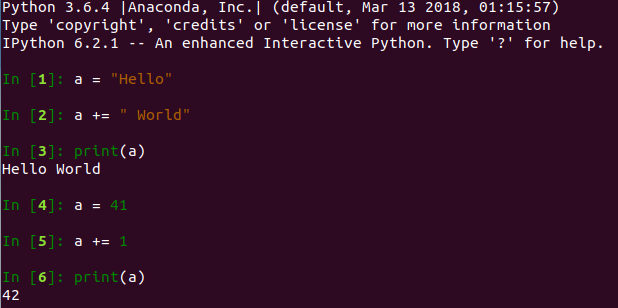 Python 3.6.4 |Anaconda, Inc.| (default, Mar 13 2018, 01:15:57)
Type 'copyright', 'credits' or 'license' for more information
IPython 6.2.1 -- An enhanced Interactive Python. Type '?' for help.
In [1]: a = "Hello"
In [2]: a += " World"
In [3]: print(a)
Hello World
In [4]: a = 41
In [5]: a += 1
In [6]: print(a)
42